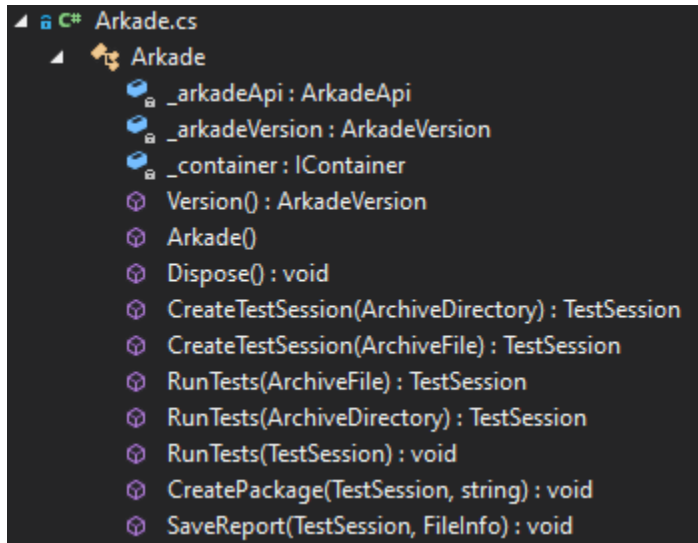 C# Arkade.cs
Arkade
_arkadeApi : ArkadeApi
_arkadeVersion : ArkadeVersion
_container : IContainer
Version() : ArkadeVersion
Arkade()
Dispose() : void
CreateTestSession(ArchiveDirectory) : TestSession
CreateTestSession(ArchiveFile) : TestSession
RunTests(ArchiveFile) : TestSession
RunTests(ArchiveDirectory) : TestSession
RunTests(TestSession) : void
CreatePackage(TestSession, string) : void
SaveReport(TestSession, FileInfo) : void